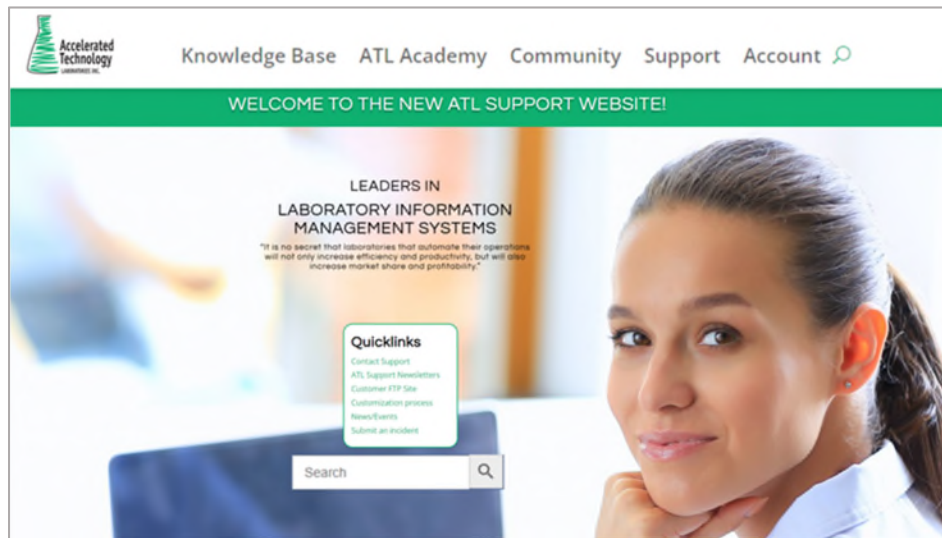 Accelerated
Technology
LABORATORIES INC.
Knowledge Base ATL Academy Community Support Account
WELCOME TO THE NEW ATL SUPPORT WEBSITE!
LEADERS IN
LABORATORY INFORMATION
MANAGEMENT SYSTEMS
"It is no secret that laboratories that automate their operations
will not only increase efficiency and productivity, but will also
increase market share and profitability."
Quicklinks
Contact Support
ATL Support Newsletters
Customer FTP Site
Customization process
News/Events
Submit an incident
Search